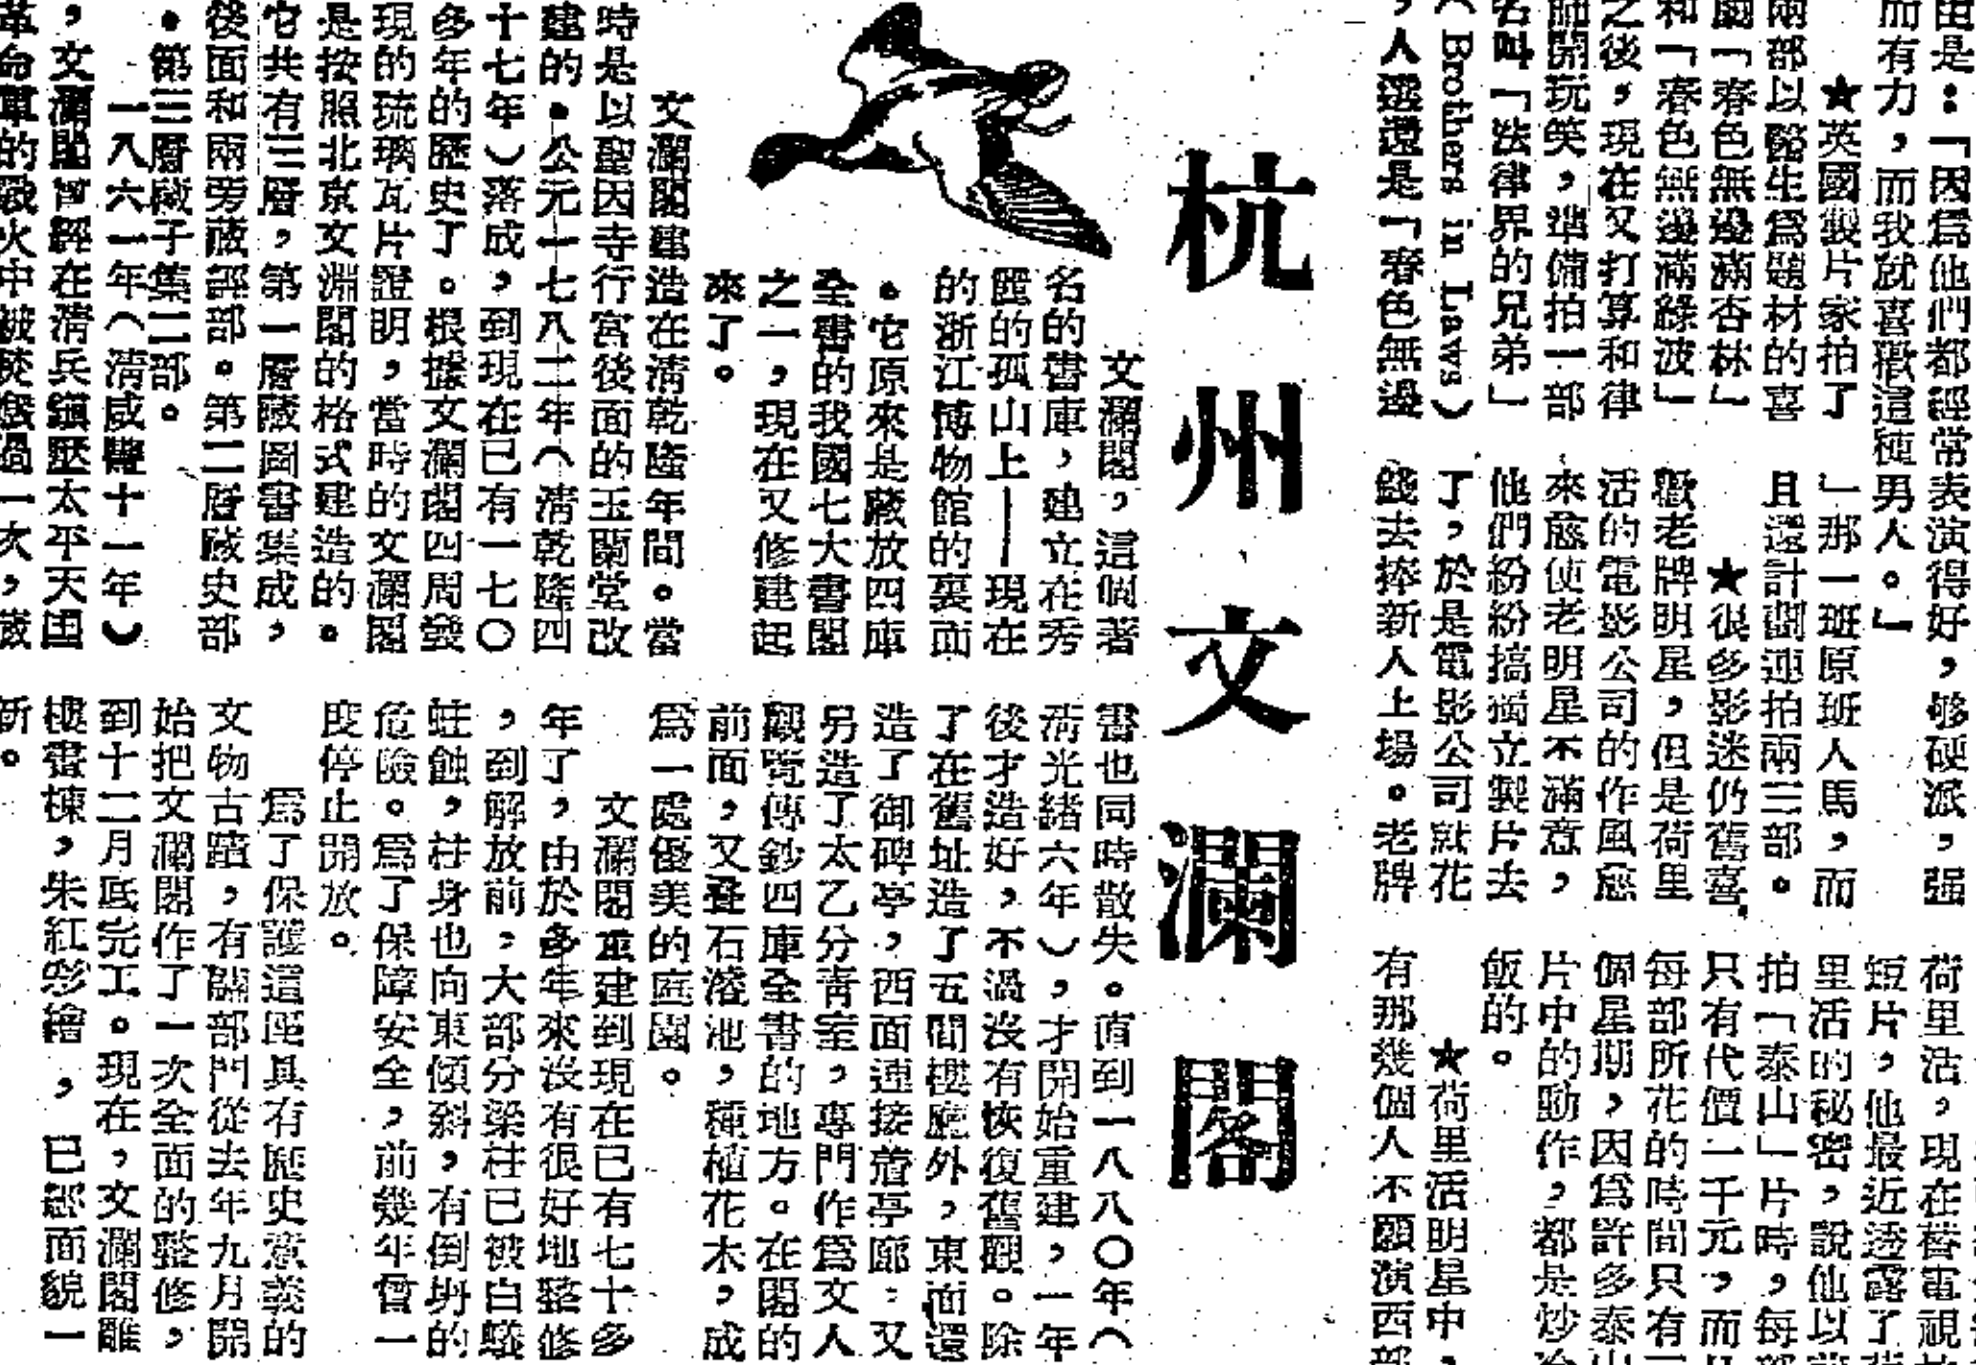 由是：「因爲他們都經常表演得好，够硬派，强
而有力，而我就喜歡這種男人。」
★英國製片家拍了
兩部以醫生爲題材的喜
劇「春色無邊滿杏林」
和「春色無邊滿綠波」
之後，現在又打算和律
師開玩笑，準備拍一部
名叫「法律界的兄弟」
（Brothers in Laws）
，人選還是「春色無邊
」那一班原班人馬，而
且還計劃連拍兩三部。
★很多影迷仍舊喜
歡老牌明星，但是荷里
活的電影公司的作風愈
來愈使老明星不滿意，
他們紛紛搞獨立製片去
了，於是電影公司就花
錢去捧新人上場。老牌
荷里活，現在替電視
短片，他最近透露了
里活的秘密，說他以
拍「泰山」片時，每
只有代價一千元，而
每部所花的時間只有
個星期，因爲許多泰山
片中的動作，都是炒冷
飯的。
★荷里活明星中，
有那幾個人不願演西部
杭州文瀾閣
文瀾閣，這個著
名的書庫，建立在秀
麗的孤山上——現在
的浙江博物館的裏面
。它原來是藏放四庫
全書的我國七大書閣
之一，現在又修建起
來了。
文瀾閣建造在清乾隆年間。當
時是以聖因寺行宮後面的玉蘭堂改
建的。公元一七八二年（清乾隆四
十七年）落成，到現在已有一七〇
多年的歷史了。根據文瀾閣四周發
現的琉璃瓦片證明，當時的文瀾閣
是按照北京文淵閣的格式建造的。
它共有三層，第一層藏圖書集成，
後面和兩旁藏經部。第二層藏史部
。第三層藏子集二部。
一八六一年（清咸豐十一年）
，文瀾閣曾經在清兵鎮壓太平天国
革命軍的戰火中被焚燬過一次，藏
書也同時散失。直到一八八〇年（
清光緒六年），才開始重建，一年
後才造好，不過沒有恢復舊觀。除
了在舊址造了五間樓廳外，東面還
造了御碑亭，西面連接着亭廊；又
另造了太乙分青室，專門作爲文人
觀覽傳鈔四庫全書的地方。在閣的
前面，又叠石濬池，種植花木，成
爲一處優美的庭園。
文瀾閣重建到現在已有七十多
年了，由於多年來沒有很好地整修
，到解放前，大部分梁柱已被白蟻
蛀蝕，柱身也向東傾斜，有倒坍的
危險。爲了保障安全，前幾年曾一
度停止開放。
爲了保護這座具有歷史意義的
文物古蹟，有關部門從去年九月開
始把文瀾閣作了一次全面的整修，
到十二月底完工。現在，文瀾閣雕
樑畫棟，朱紅彩繪，已經面貌一
新。